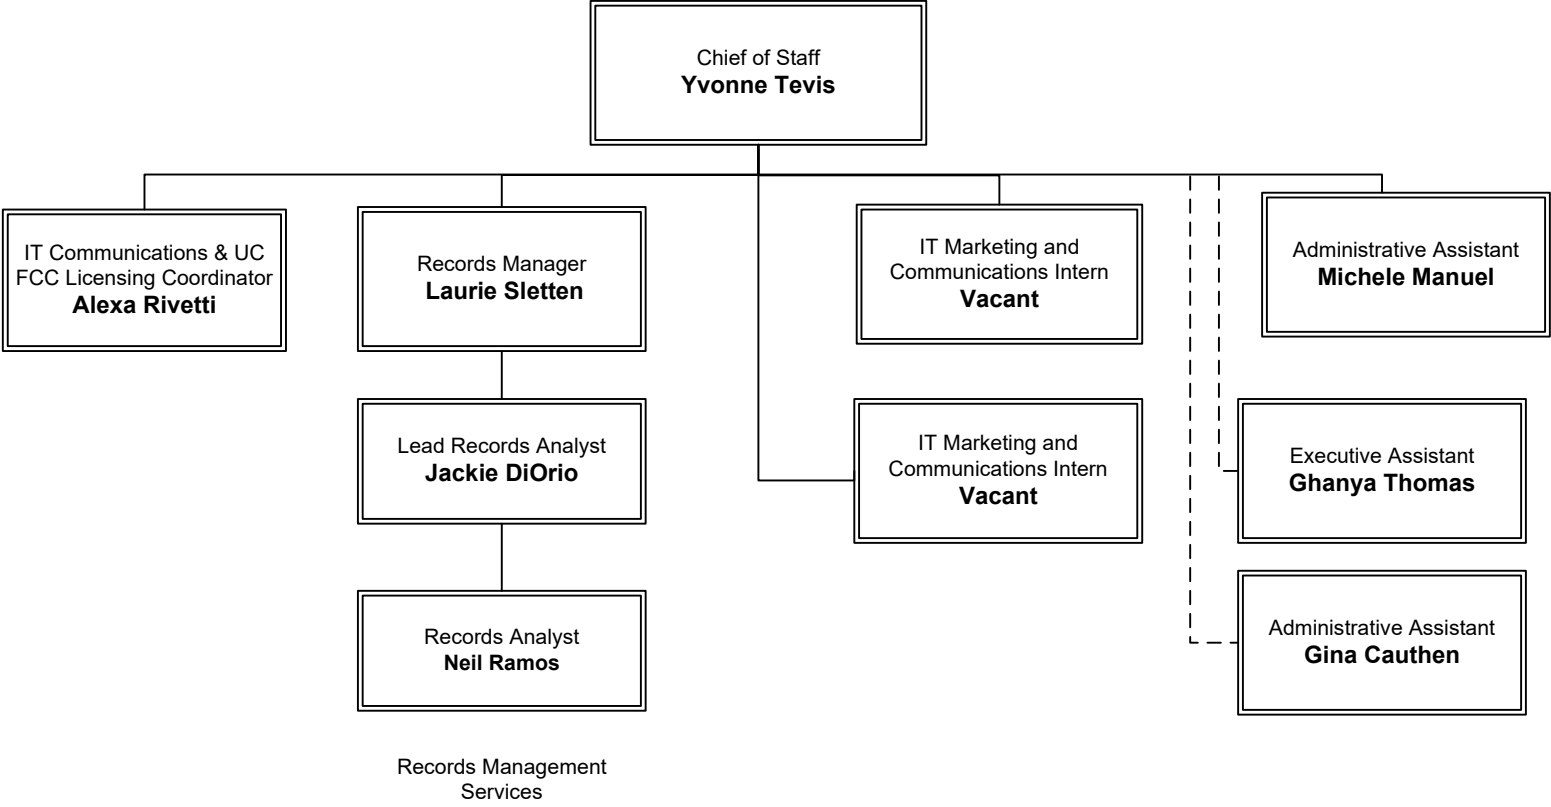 Chief of Staff
Yvonne Tevis
IT Communications & UC
FCC Licensing Coordinator
Alexa Rivetti
Records Manager
Laurie Sletten
IT Marketing and
Communications Intern
Vacant
Administrative Assistant
Michele Manuel
Lead Records Analyst
Jackie DiOrio
IT Marketing and
Communications Intern
Vacant
Executive Assistant
Ghanya Thomas
Records Analyst
Neil Ramos
Administrative Assistant
Gina Cauthen
Records Management
Services